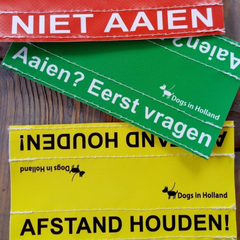 NIET AAIEN
Aaien?
Aaien? Eerst vragen
Dogs in Holland
AFSTAND HOUDEN!
Dogs in Holland
Dogs in Holland
AFSTAND HOUDEN!